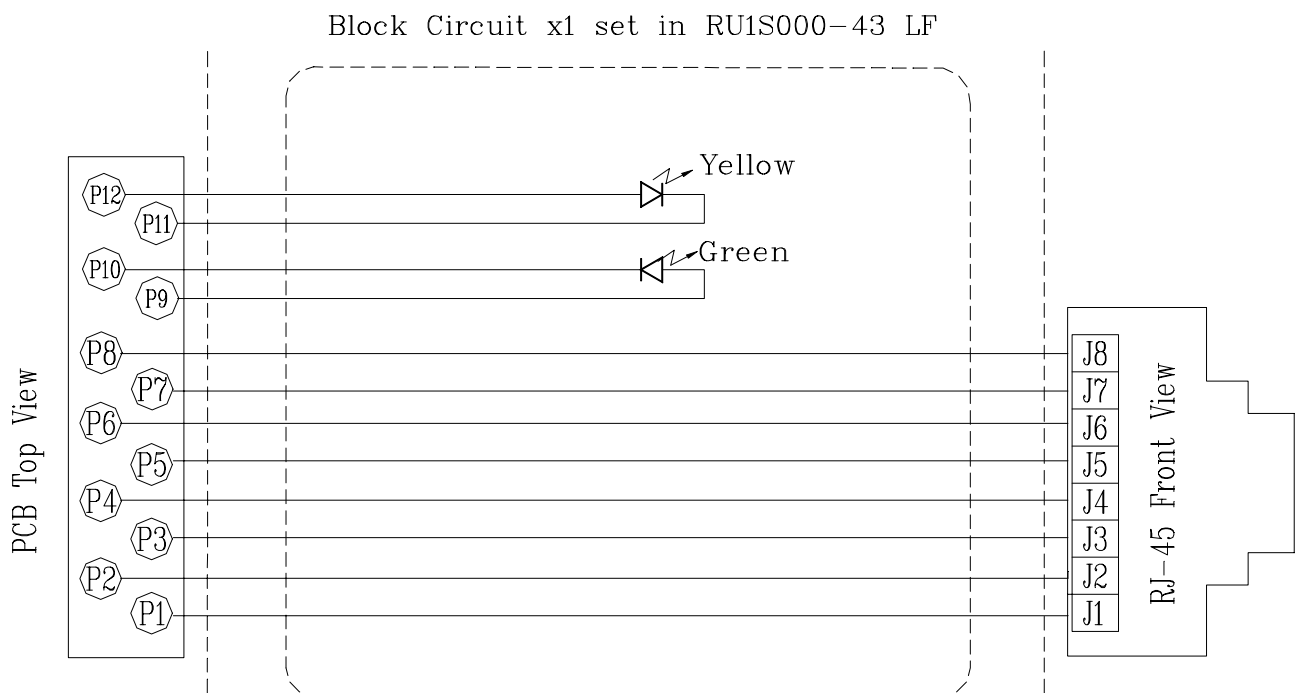 Block Circuit x1 set in RU1S000-43 LF
Yellow
P12
P11
Green
P10
P9
P8
P7
P6
P5
P4
P3
P2
P1
PCB Top View
J8
J7
J6
J5
J4
J3
J2
J1
RJ-45 Front View